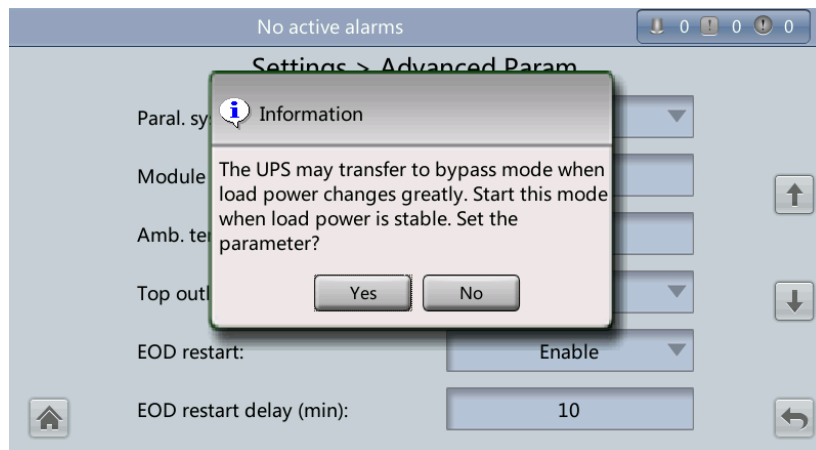 No active alarms 0 0 0
Settings > Advanced Param
Information
Paral. sy
The UPS may transfer to bypass mode when
load power changes greatly. Start this mode
when load power is stable. Set the
parameter?
Module
Amb. te
Yes No
Top outl
EOD restart: Enable
EOD restart delay (min): 10